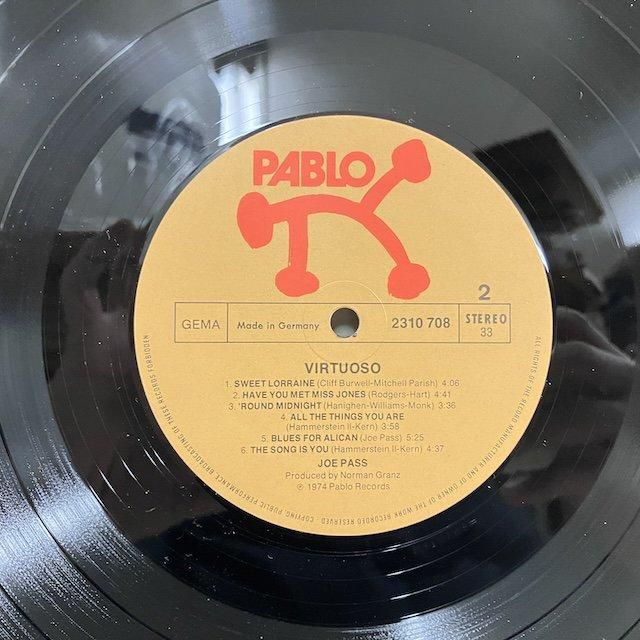 PABLO
2
GEMA
Made in Germany
2310 708
STEREO
33
VIRTUOSO
1. SWEET LORRAINE (Cliff Burwell-Mitchell Parish) 4:06
2. HAVE YOU MET MISS JONES (Rodgers-Hart) 4:41
3. 'ROUND MIDNIGHT (Hanighen-Williams-Monk) 3:36
4. ALL THE THINGS YOU ARE
(Hammerstein II-Kern) 3:58
5. BLUES FOR ALICAN (Joe Pass) 5:25
6. THE SONG IS YOU (Hammerstein II-Kern) 4:37
JOE PASS
Produced by Norman Granz
℗ 1974 Pablo Records
ALL RIGHTS OF THE RECORD MANUFACTURER AND OWNER OF THE WORK RECORDED RESERVED · COPYING, PUBLIC PERFORMANCE, BROADCASTING OF THESE RECORDS FORBIDDEN